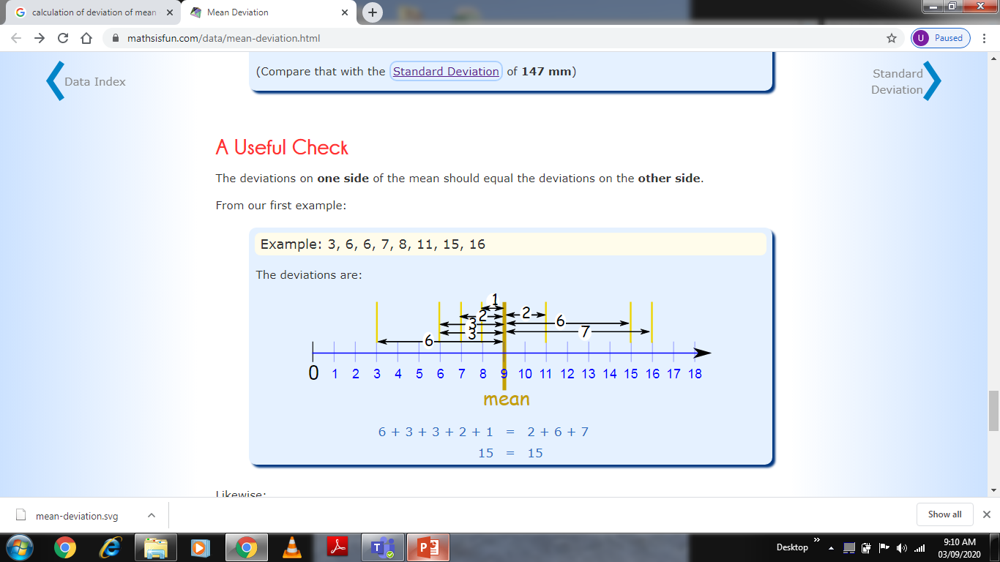 calculation of deviation of mean
Mean Deviation
mathsisfun.com/data/mean-deviation.html
U Paused
(Compare that with the Standard Deviation of 147 mm)
Data Index
Standard
Deviation
A Useful Check
The deviations on one side of the mean should equal the deviations on the other side.
From our first example:
Example: 3, 6, 6, 7, 8, 11, 15, 16
The deviations are:
1
2 2
3 6
3 7
6
0 1 2 3 4 5 6 7 8 9 10 11 12 13 14 15 16 17 18
mean
6 + 3 + 3 + 2 + 1 = 2 + 6 + 7
15 = 15
Likewise:
mean-deviation.svg
Show all
Desktop
9:10 AM
03/09/2020